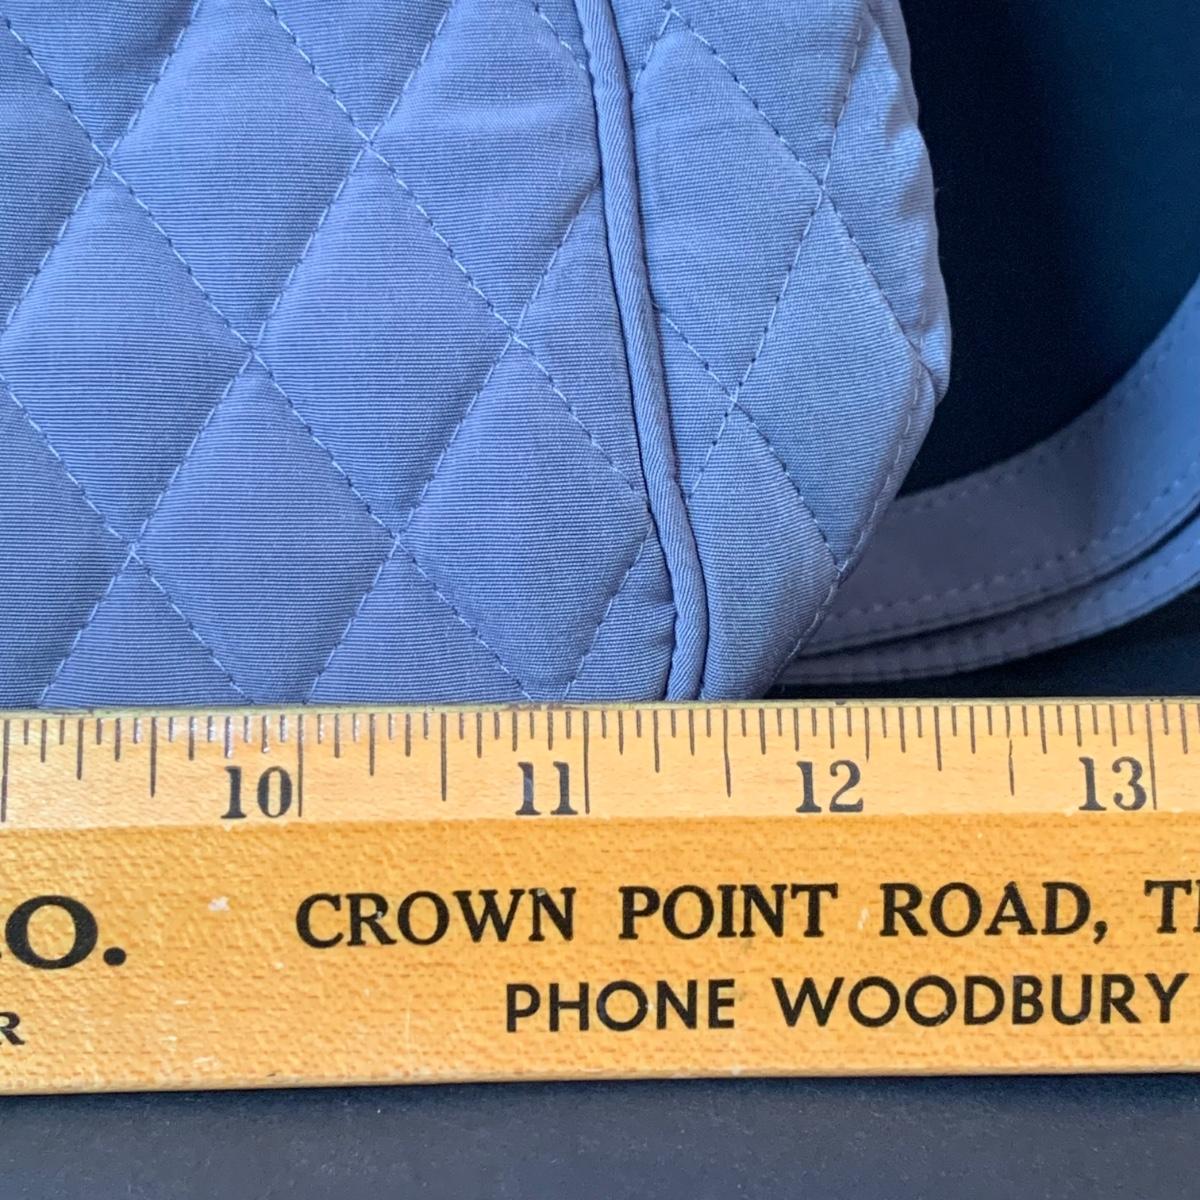 10 11 12 13
O. CROWN POINT ROAD,
R PHONE WOODBURY